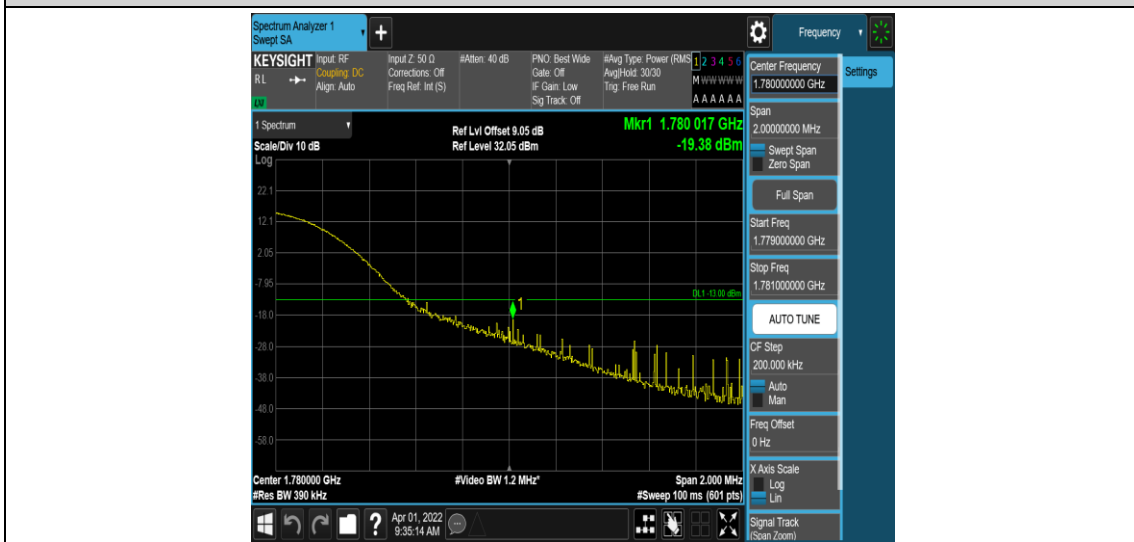 Spectrum Analyzer 1
Swept SA
+
Frequency
KEYSIGHT
RL
LXI
Input: RF
Coupling: DC
Align: Auto
Input Z: 50 Ω
Corrections: Off
Freq Ref: Int (S)
#Atten: 40 dB
PNO: Best Wide
Gate: Off
IF Gain: Low
Sig Track: Off
#Avg Type: Power (RMS
Avg|Hold: 30/30
Trig: Free Run
1 2 3 4 5 6
M W W W W W
A A A A A A
1 Spectrum
Scale/Div 10 dB
Ref Lvl Offset 9.05 dB
Ref Level 32.05 dBm
Mkr1 1.780 017 GHz
-19.38 dBm
Log
22.1
12.1
2.05
-7.95
-18.0
-28.0
-38.0
-48.0
-58.0
DL1 -13.00 dBm
1
Center 1.780000 GHz
#Res BW 390 kHz
#Video BW 1.2 MHz*
Span 2.000 MHz
#Sweep 100 ms (601 pts)
Center Frequency
1.780000000 GHz
Settings
Span
2.00000000 MHz
Swept Span
Zero Span
Full Span
Start Freq
1.779000000 GHz
Stop Freq
1.781000000 GHz
AUTO TUNE
CF Step
200.000 kHz
Auto
Man
Freq Offset
0 Hz
X Axis Scale
Log
Lin
Signal Track
(Span Zoom)
?
Apr 01, 2022
9:35:14 AM